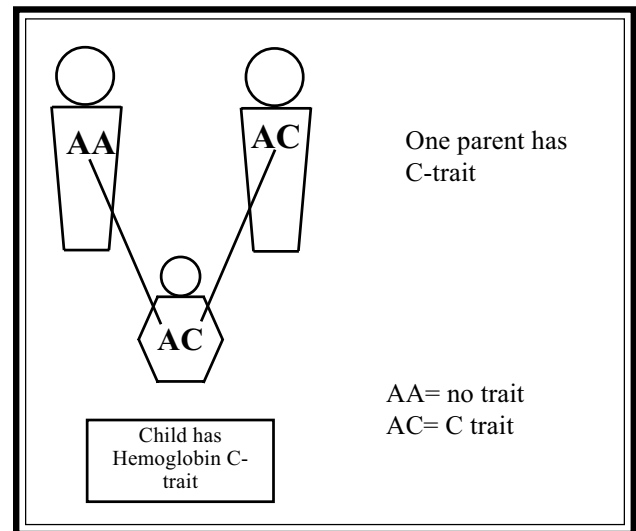 AA
AC
One parent has
C-trait
AC
AA= no trait
AC= C trait
Child has
Hemoglobin C-
trait